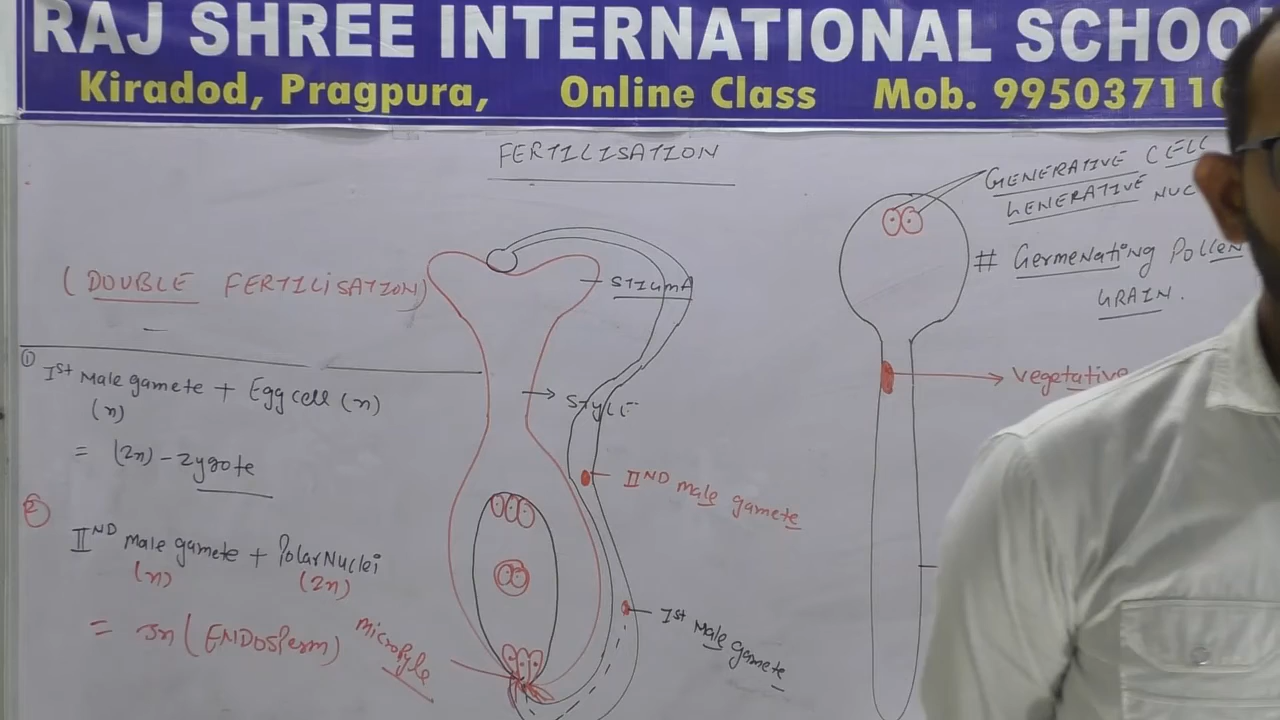 RAJ SHREE INTERNATIONAL SCHOO
Kiradod, Pragpura, Online Class Mob. 995037110
FERTILISATION
(DOUBLE FERTILISATION)
① Ist Male gamete + Egg cell (n)
(n)
= (2n) - Zygote
② IIND male gamete + Polar Nuclei
(n) (2n)
= 3n (ENDOSPerm)
Micropyle
STIGMA
STYLE
IIND male gamete
Ist Male gamete
GENERATIVE CELL
GENERATIVE NUC
# Germenating Pollen
GRAIN.
Vegetative